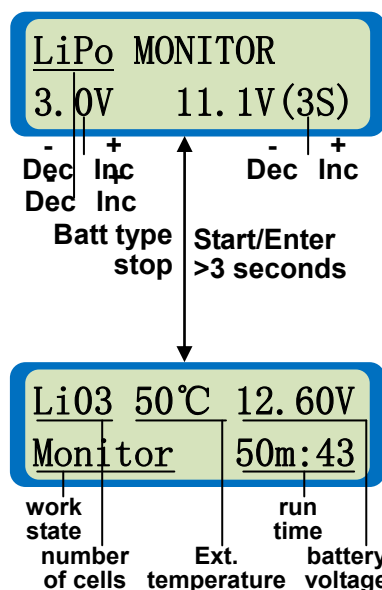 LiPo MONITOR
3.0V 11.1V(3S)
- + - +
Dec Inc Dec Inc
- +
Dec Inc
Batt type stop
Start/Enter >3 seconds
Li03 50℃ 12.60V
Monitor 50m:43
work state
run time
number of cells
Ext. temperature
battery voltage